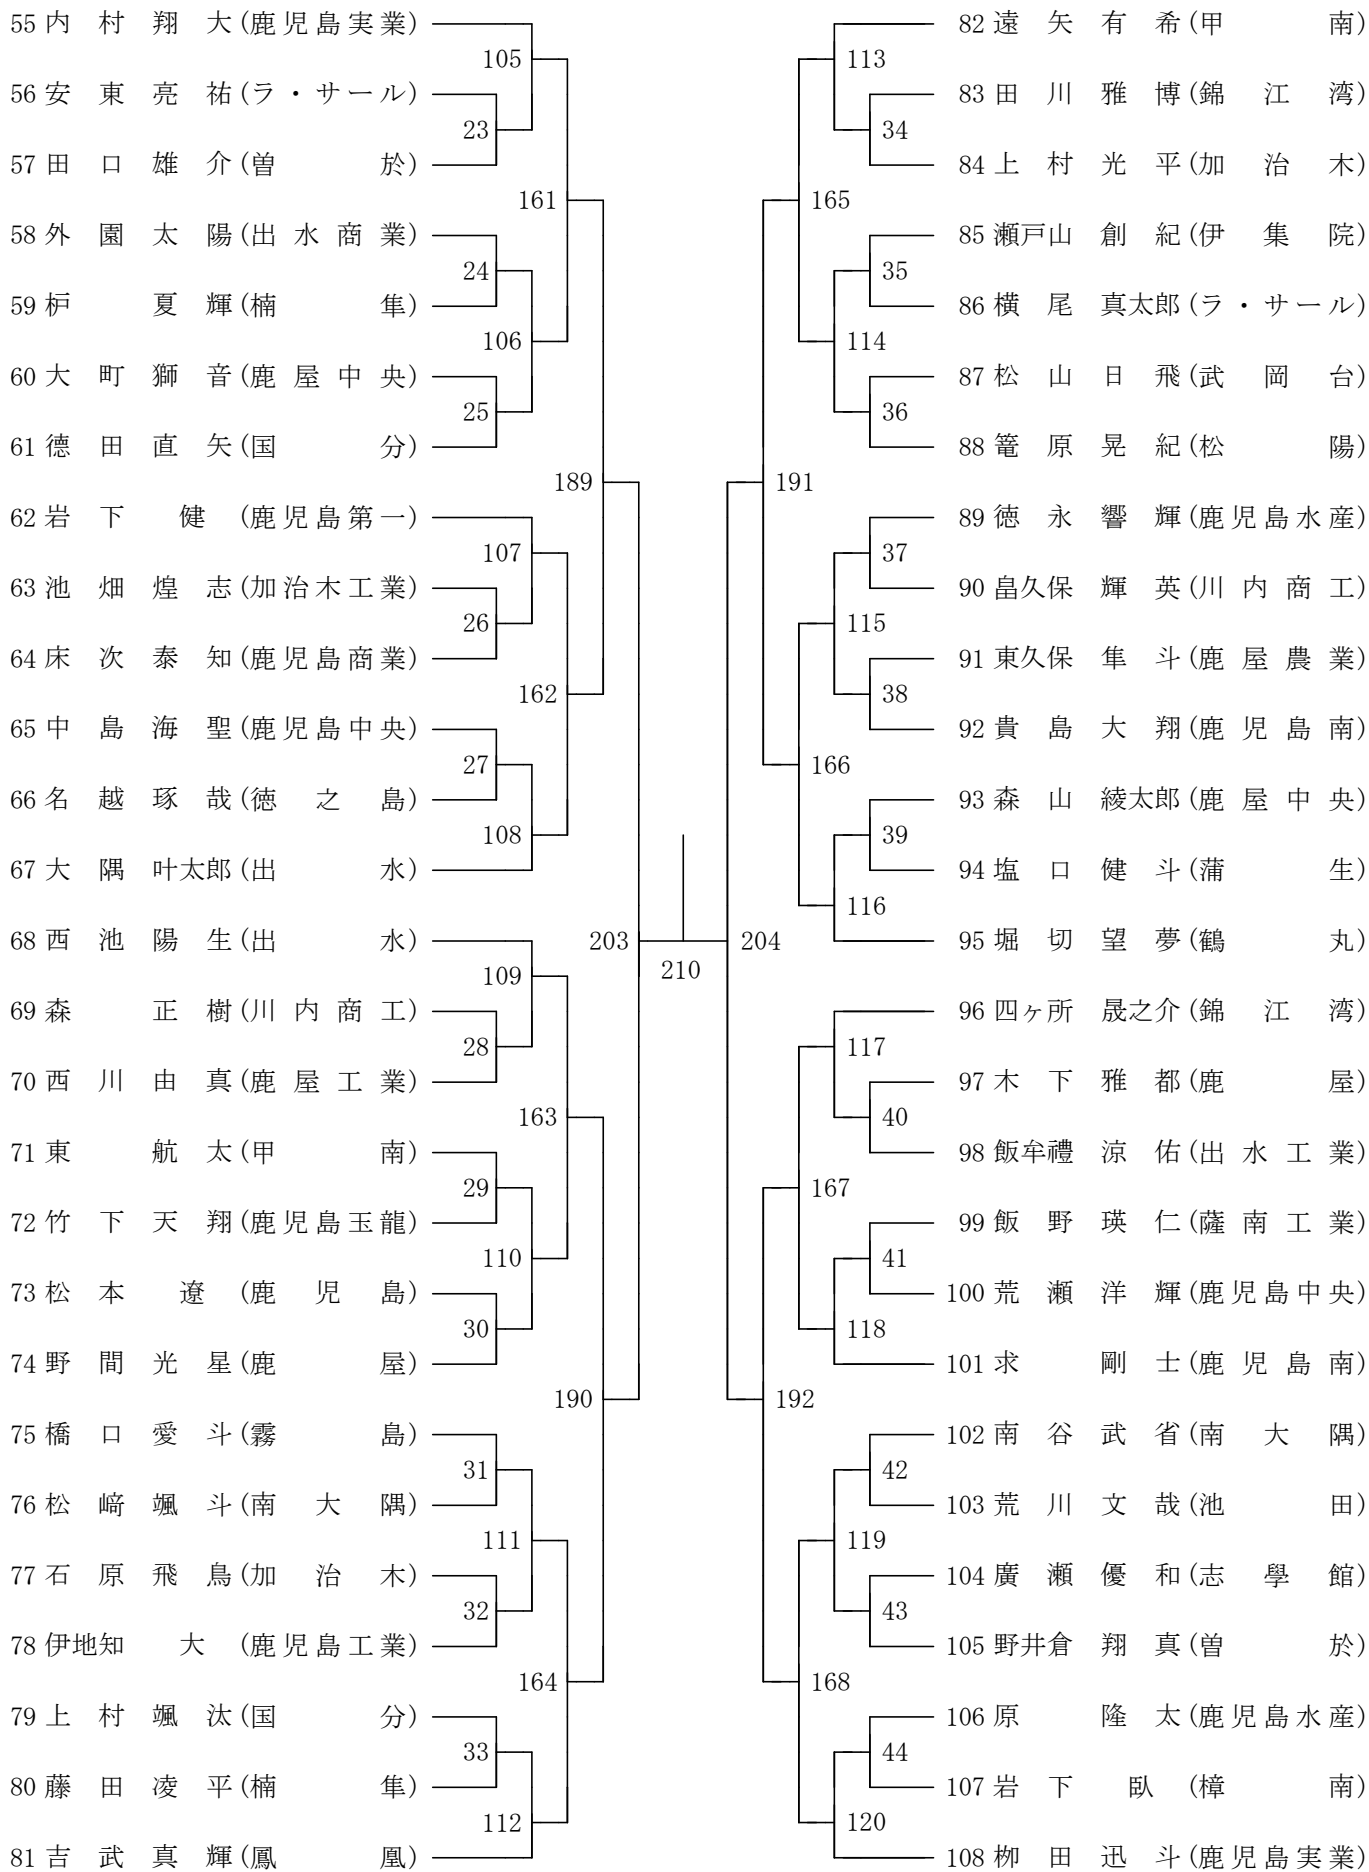 55 内村翔大 (鹿児島実業)
105
56 安東亮祐 (ラ・サール)
23
57 田口雄介 (曽於)
161
58 外園太陽 (出水商業)
24
59 枦夏輝 (楠隼)
106
60 大町獅音 (鹿屋中央)
25
61 德田直矢 (国分)
189
62 岩下健 (鹿児島第一)
107
63 池畑煌志 (加治木工業)
26
64 床次泰知 (鹿児島商業)
162
65 中島海聖 (鹿児島中央)
27
66 名越琢哉 (徳之島)
108
67 大隅叶太郎 (出水)
68 西池陽生 (出水)
203
109
69 森正樹 (川内商工)
28
70 西川由真 (鹿屋工業)
163
71 東航太 (甲南)
29
72 竹下天翔 (鹿児島玉龍)
110
73 松本遼 (鹿児島)
30
74 野間光星 (鹿屋)
190
75 橋口愛斗 (霧島)
31
76 松﨑颯斗 (南大隅)
111
77 石原飛鳥 (加治木)
32
78 伊地知大 (鹿児島工業)
164
79 上村颯汰 (国分)
33
80 藤田凌平 (楠隼)
112
81 吉武真輝 (鳳凰)
210
82 遠矢有希 (甲南)
113
83 田川雅博 (錦江湾)
34
84 上村光平 (加治木)
165
85 瀬戸山創紀 (伊集院)
35
86 横尾真太郎 (ラ・サール)
114
87 松山日飛 (武岡台)
36
88 篭原晃紀 (松陽)
191
89 徳永響輝 (鹿児島水産)
37
90 畠久保輝英 (川内商工)
115
91 東久保隼斗 (鹿屋農業)
38
92 貴島大翔 (鹿児島南)
166
93 森山綾太郎 (鹿屋中央)
39
94 塩口健斗 (蒲生)
116
95 堀切望夢 (鶴丸)
204
96 四ヶ所晟之介 (錦江湾)
117
97 木下雅都 (鹿屋)
40
98 飯牟禮涼佑 (出水工業)
167
99 飯野瑛仁 (薩南工業)
41
100 荒瀬洋輝 (鹿児島中央)
118
101 求剛士 (鹿児島南)
192
102 南谷武省 (南大隅)
42
103 荒川文哉 (池田)
119
104 廣瀬優和 (志學館)
43
105 野井倉翔真 (曽於)
168
106 原隆太 (鹿児島水産)
44
107 岩下臥 (樟南)
120
108 栁田迅斗 (鹿児島実業)